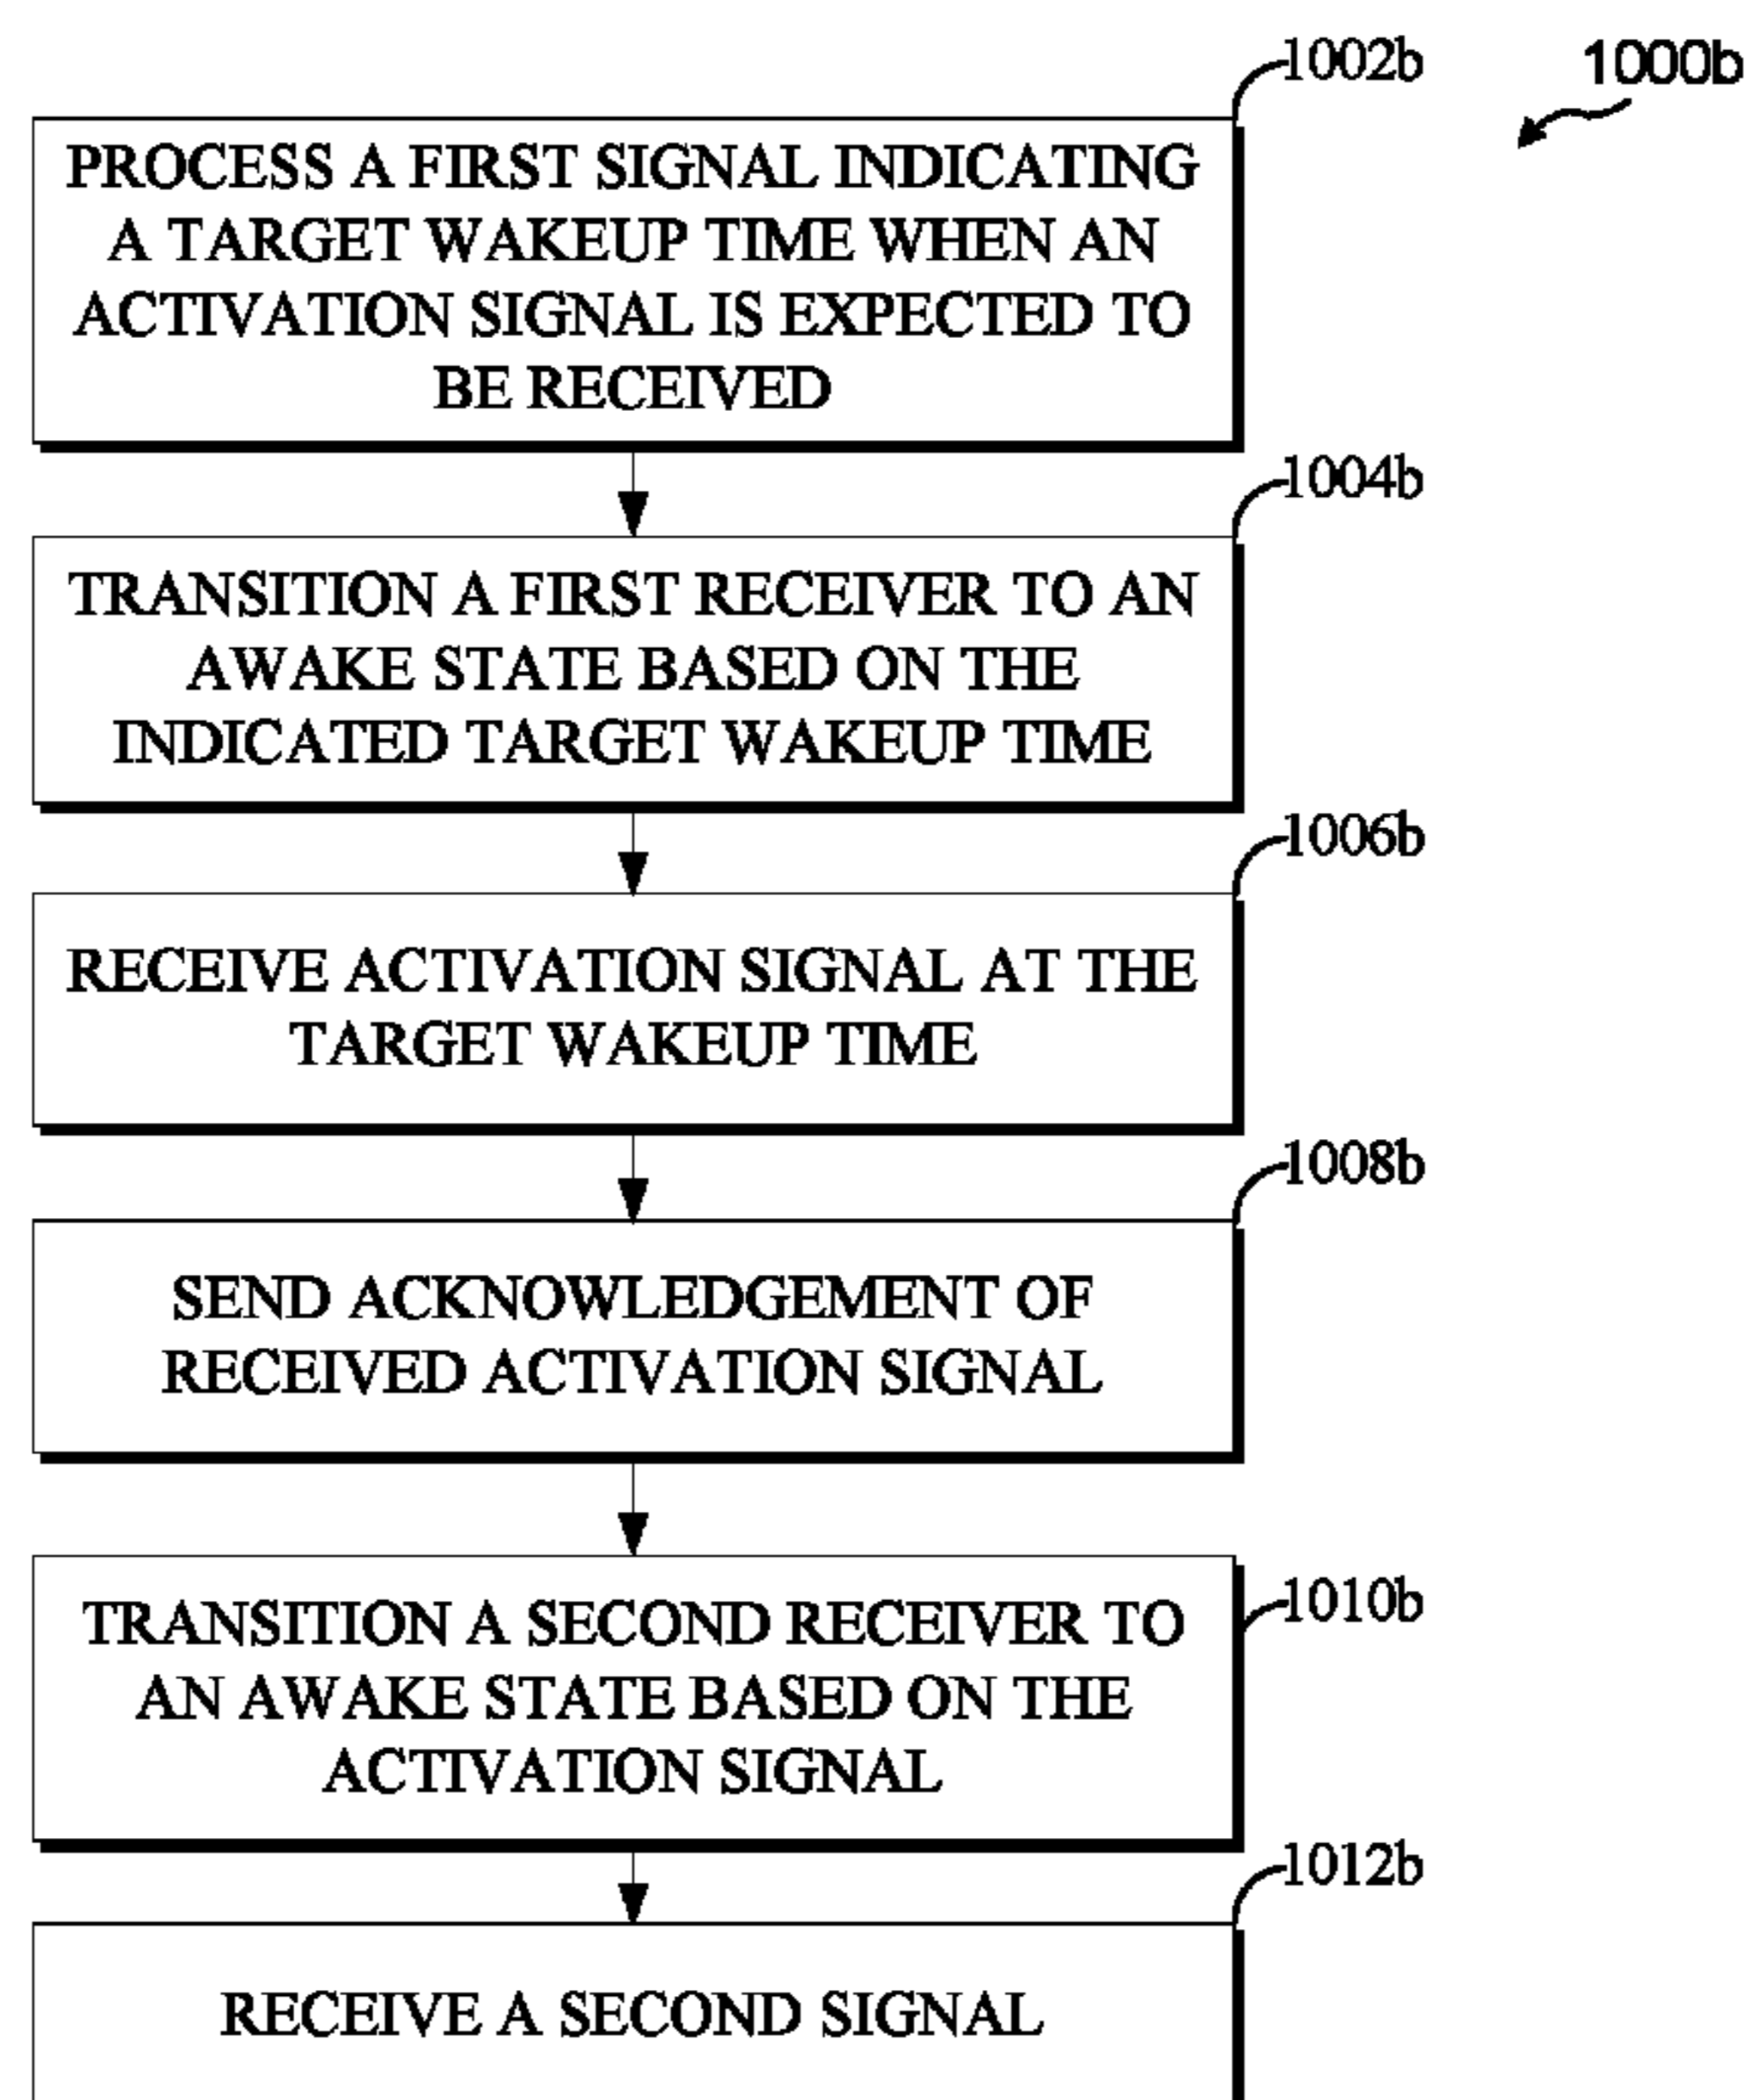 1000b
1002b
PROCESS A FIRST SIGNAL INDICATING
A TARGET WAKEUP TIME WHEN AN
ACTIVATION SIGNAL IS EXPECTED TO
BE RECEIVED
1004b
TRANSITION A FIRST RECEIVER TO AN
AWAKE STATE BASED ON THE
INDICATED TARGET WAKEUP TIME
1006b
RECEIVE ACTIVATION SIGNAL AT THE
TARGET WAKEUP TIME
1008b
SEND ACKNOWLEDGEMENT OF
RECEIVED ACTIVATION SIGNAL
1010b
TRANSITION A SECOND RECEIVER TO
AN AWAKE STATE BASED ON THE
ACTIVATION SIGNAL
1012b
RECEIVE A SECOND SIGNAL